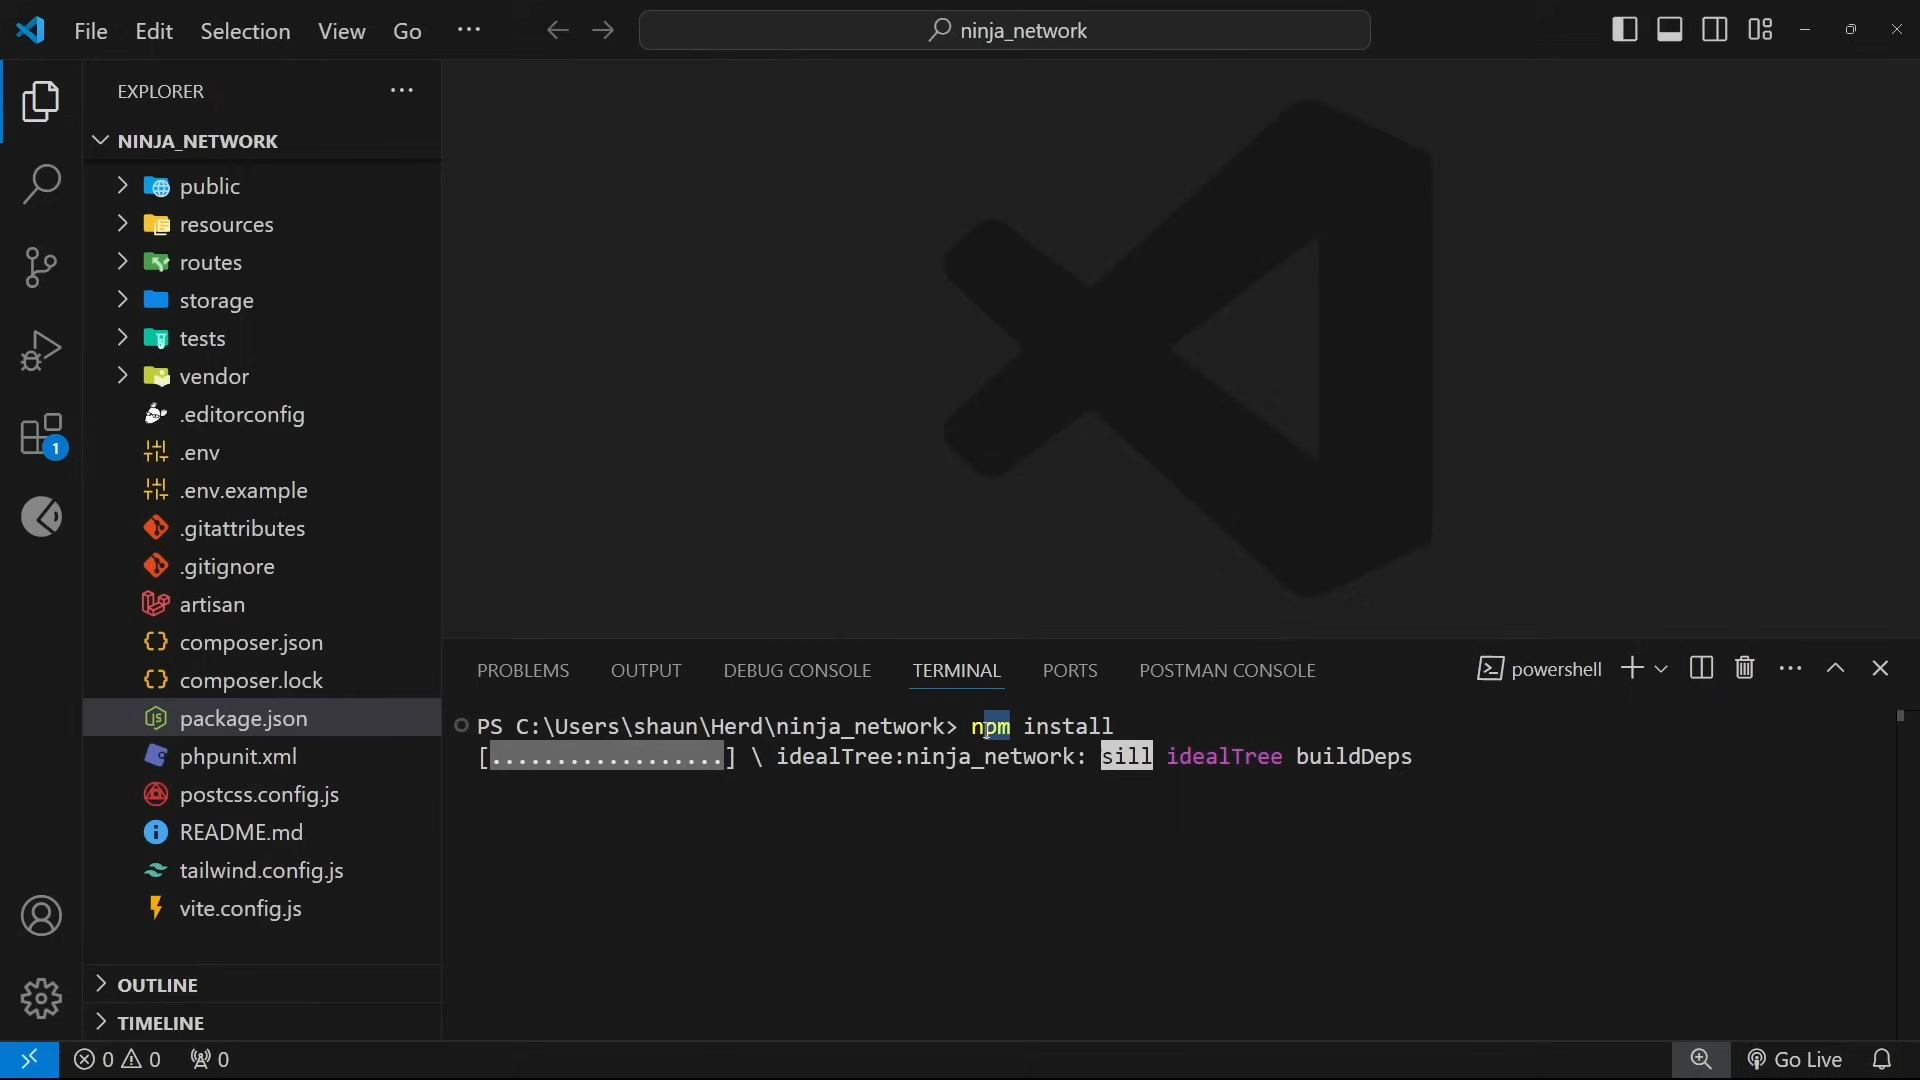 File Edit Selection View Go ··· ninja_network
EXPLORER
NINJA_NETWORK
public
resources
routes
storage
tests
vendor
.editorconfig
.env
.env.example
.gitattributes
.gitignore
artisan
composer.json
composer.lock
package.json
phpunit.xml
postcss.config.js
README.md
tailwind.config.js
vite.config.js
OUTLINE
TIMELINE
1
PROBLEMS OUTPUT DEBUG CONSOLE TERMINAL PORTS POSTMAN CONSOLE powershell
PS C:\Users\shaun\Herd\ninja_network> npm install
[..................] \ idealTree:ninja_network: sill idealTree buildDeps
0 0 0 Go Live